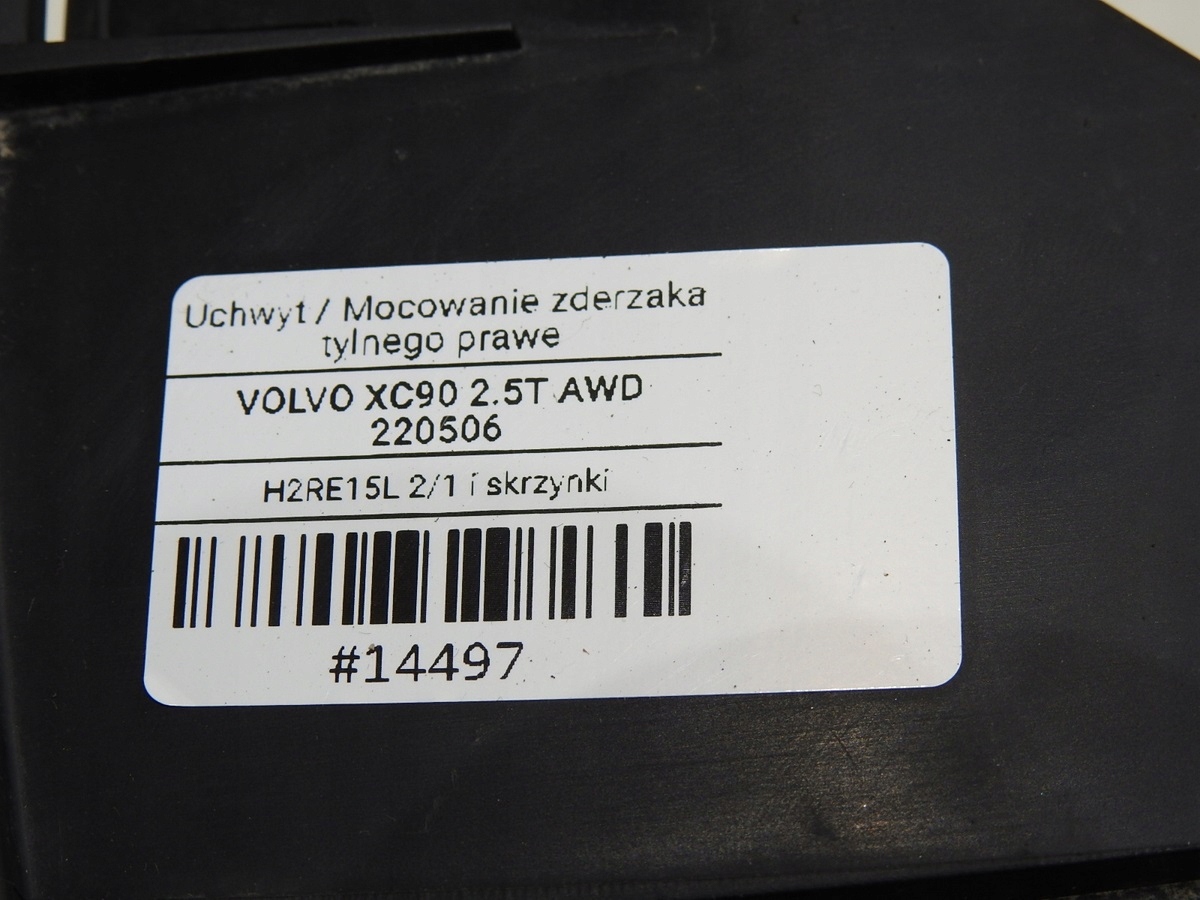 Uchwyt / Mocowanie zderzaka
tylnego prawe
VOLVO XC90 2.5T AWD
220506
H2RE15L 2/1 i skrzynki
#14497